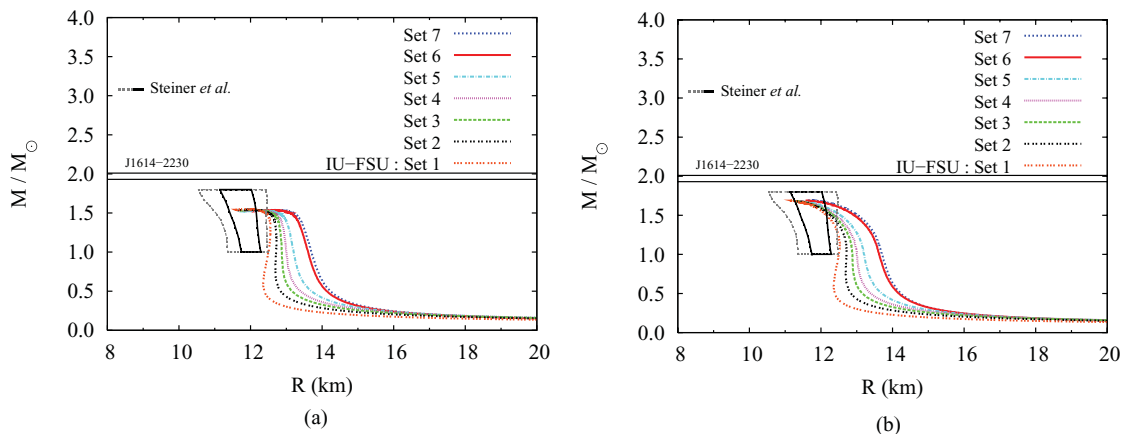 4.0
3.5
3.0
2.5
2.0
1.5
1.0
0.5
0.0
M / M⊙
Set 7
Set 6
Set 5
Set 4
Set 3
Set 2
IU−FSU : Set 1
Steiner et al.
J1614−2230
8 10 12 14 16 18 20
R (km)
(a)
4.0
3.5
3.0
2.5
2.0
1.5
1.0
0.5
0.0
M / M⊙
Set 7
Set 6
Set 5
Set 4
Set 3
Set 2
IU−FSU : Set 1
Steiner et al.
J1614−2230
8 10 12 14 16 18 20
R (km)
(b)